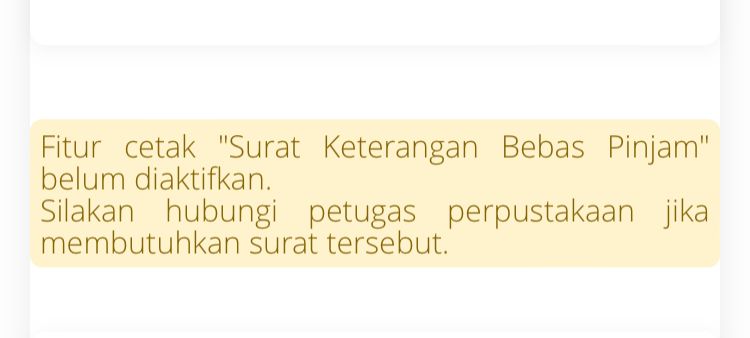 Fitur cetak "Surat Keterangan Bebas Pinjam"
belum diaktifkan.
Silakan hubungi petugas perpustakaan jika
membutuhkan surat tersebut.